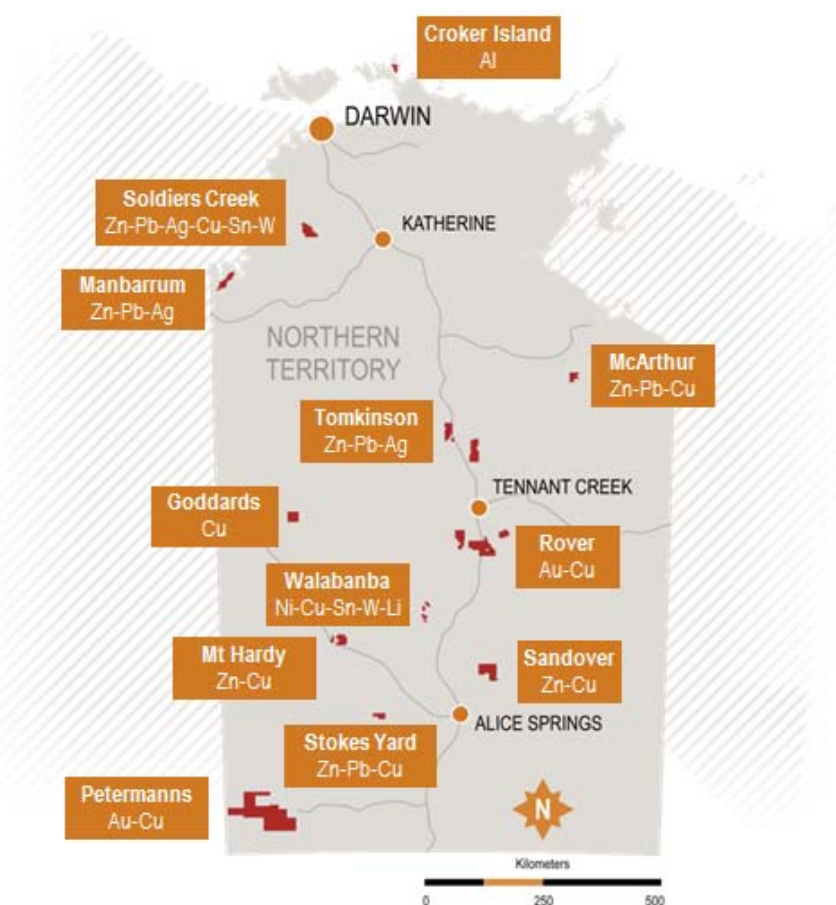 Croker Island
Al
DARWIN
Soldiers Creek
Zn-Pb-Ag-Cu-Sn-W
KATHERINE
Manbarrum
Zn-Pb-Ag
NORTHERN
TERRITORY
McArthur
Zn-Pb-Cu
Tomkinson
Zn-Pb-Ag
TENNANT CREEK
Goddards
Cu
Rover
Au-Cu
Walabanba
Ni-Cu-Sn-W-Li
Mt Hardy
Zn-Cu
Sandover
Zn-Cu
ALICE SPRINGS
Stokes Yard
Zn-Pb-Cu
Petermanns
Au-Cu
N
Kilometers
0 250 500